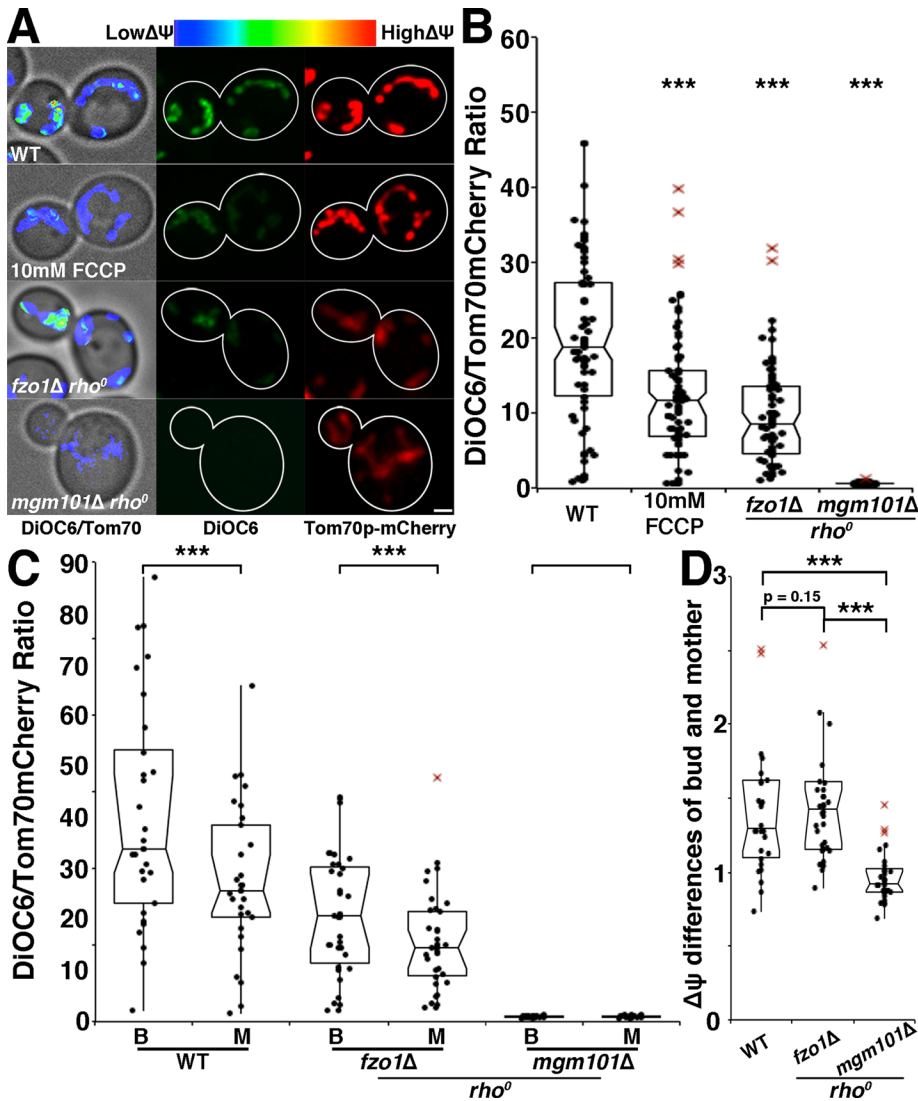 A
LowΔΨ HighΔΨ
WT
10mM FCCP
fzo1Δ rho⁰
mgm101Δ rho⁰
DiOC6/Tom70 DiOC6 Tom70p-mCherry
B
DiOC6/Tom70mCherry Ratio
60
50
40
30
20
10
0
*** *** ***
WT 10mM FCCP fzo1Δ mgm101Δ
rho⁰
C
DiOC6/Tom70mCherry Ratio
90
80
70
60
50
40
30
20
10
0
*** ***
B M B M B M
WT fzo1Δ mgm101Δ
rho⁰
D
Δψ differences of bud and mother
3
2
1
0
***
p = 0.15
***
WT fzo1Δ mgm101Δ
rho⁰